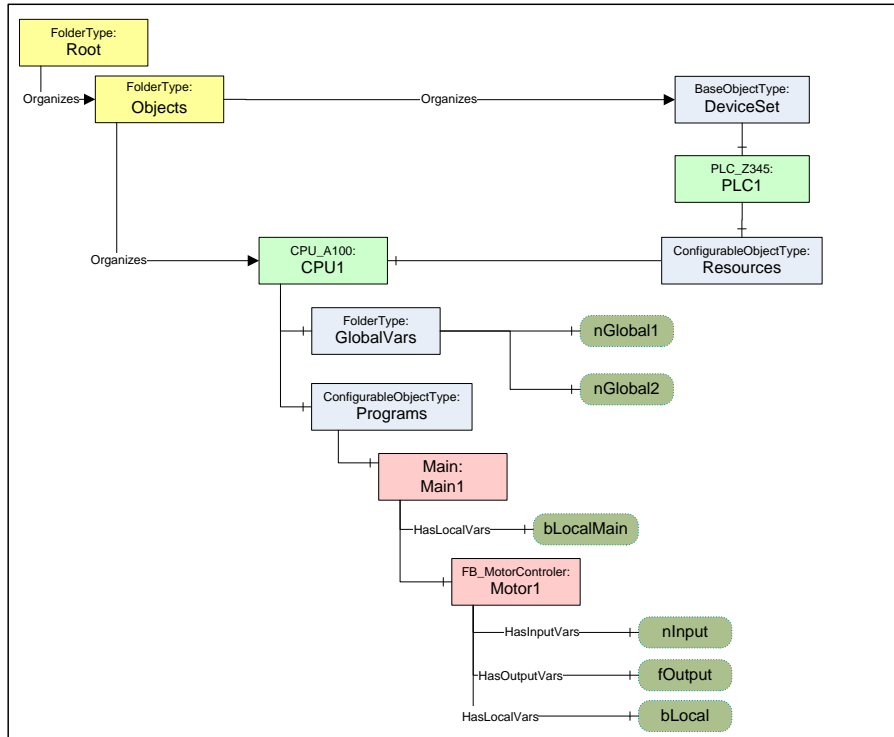 FolderType:
Root
Organizes
FolderType:
Objects
Organizes
BaseObjectType:
DeviceSet
PLC_Z345:
PLC1
Organizes
CPU_A100:
CPU1
ConfigurableObjectType:
Resources
FolderType:
GlobalVars
nGlobal1
nGlobal2
ConfigurableObjectType:
Programs
Main:
Main1
HasLocalVars
bLocalMain
FB_MotorControler:
Motor1
HasInputVars
nInput
HasOutputVars
fOutput
HasLocalVars
bLocal